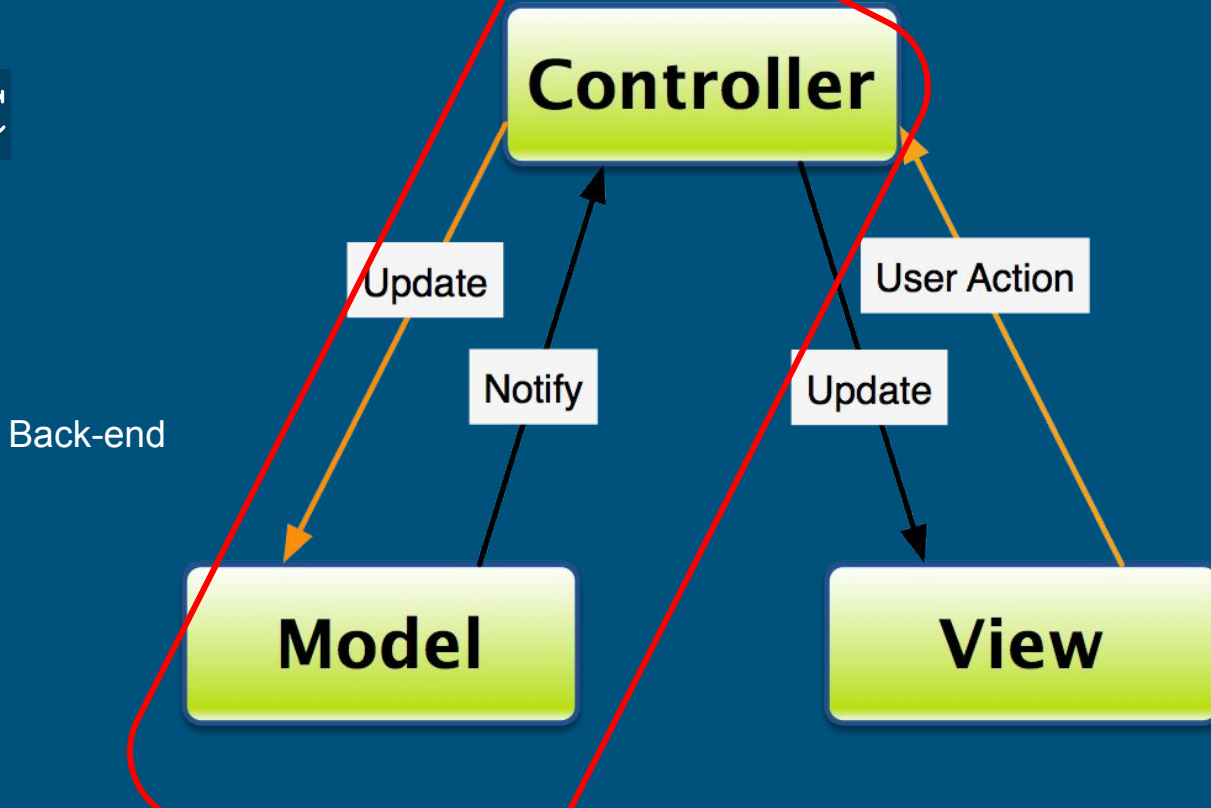 Controller
Update
User Action
Notify
Update
Back-end
Model
View